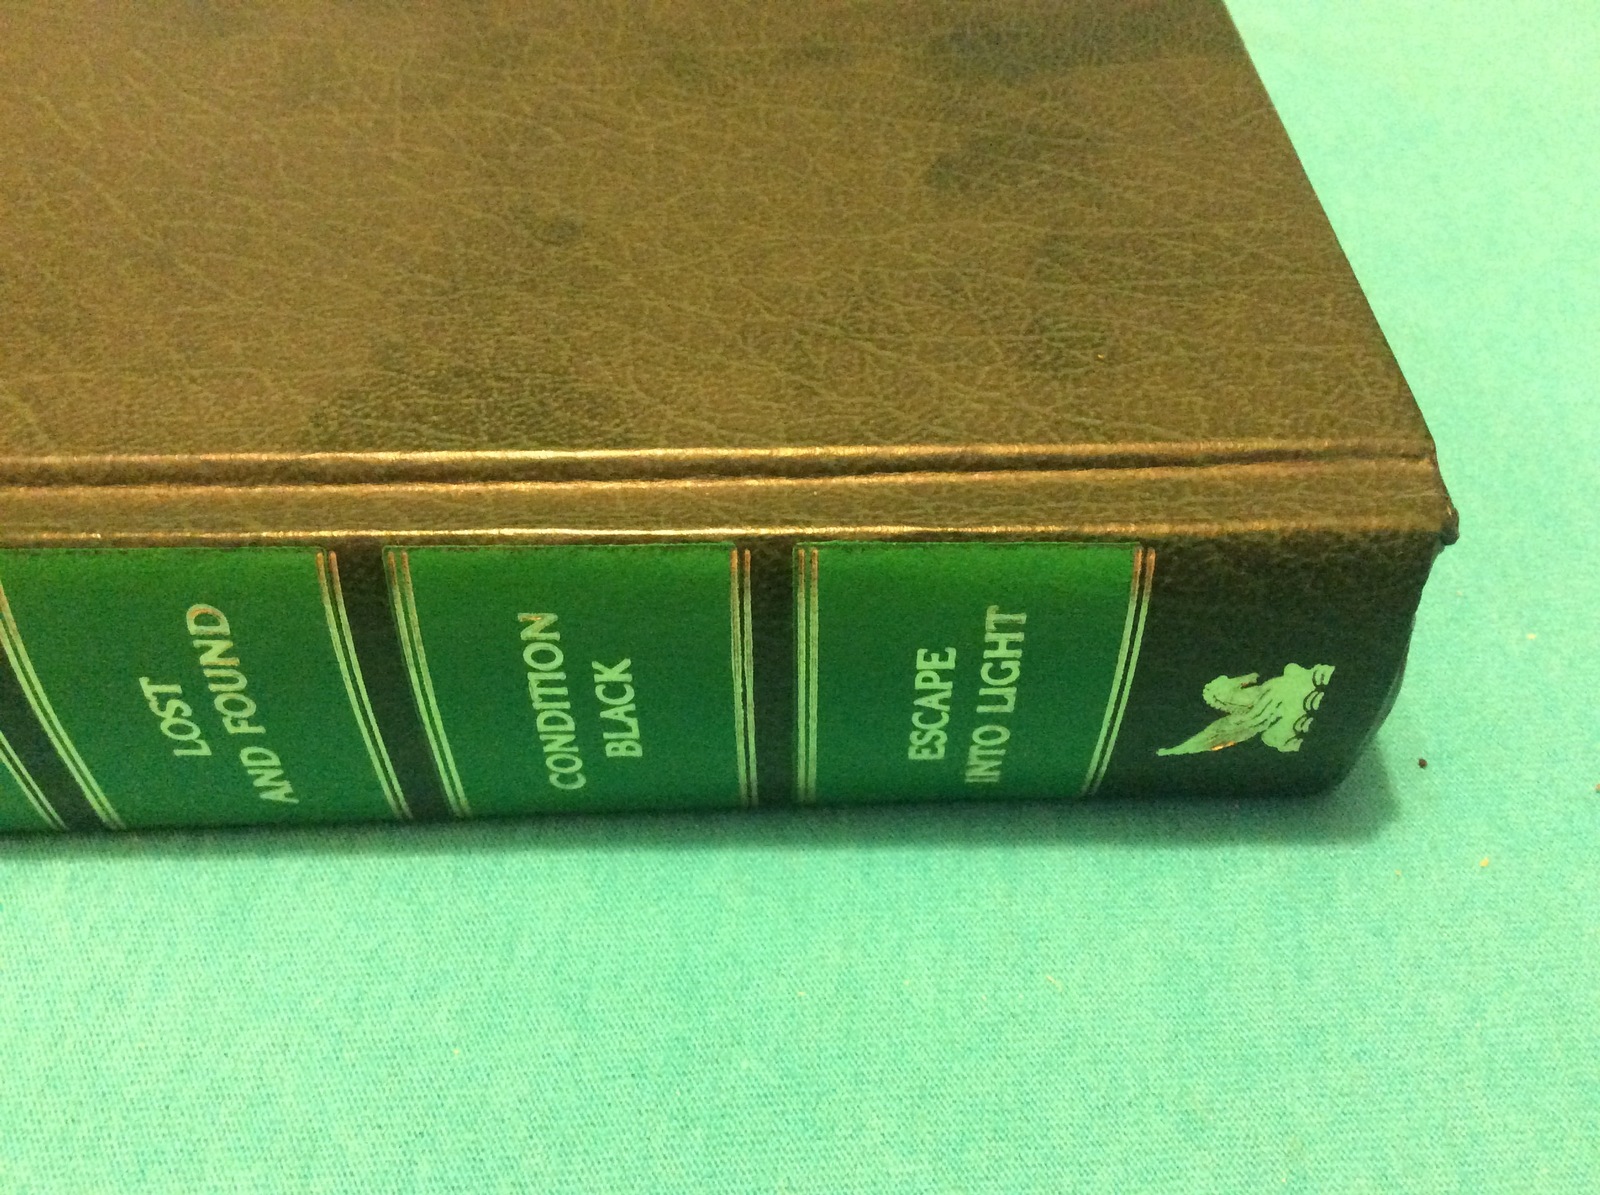 LOST
AND FOUND
CONDITION
BLACK
ESCAPE
INTO LIGHT